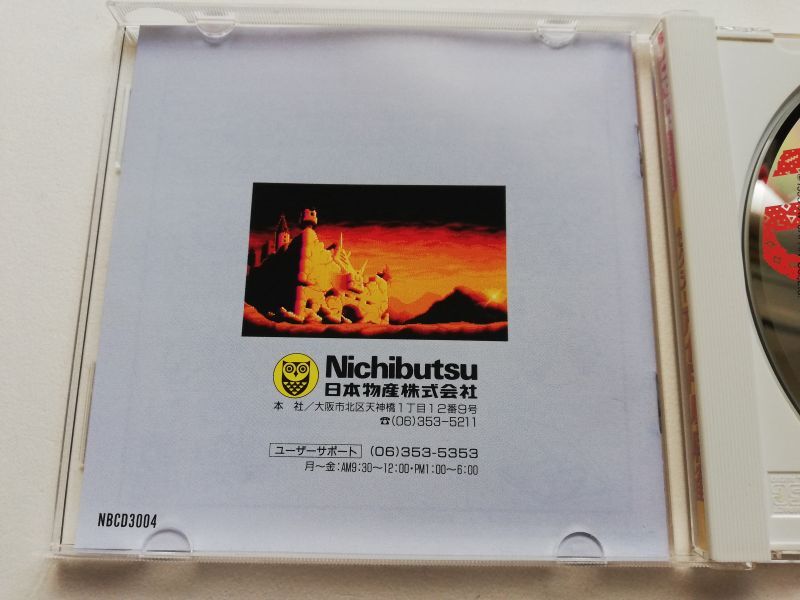 Nichibutsu
日本物産株式会社
本 社／大阪市北区天神橋1丁目12番9号
☎(06)353-5211
ユーザーサポート (06)353-5353
月〜金:AM9:30〜12:00・PM1:00〜6:00
NBCD3004